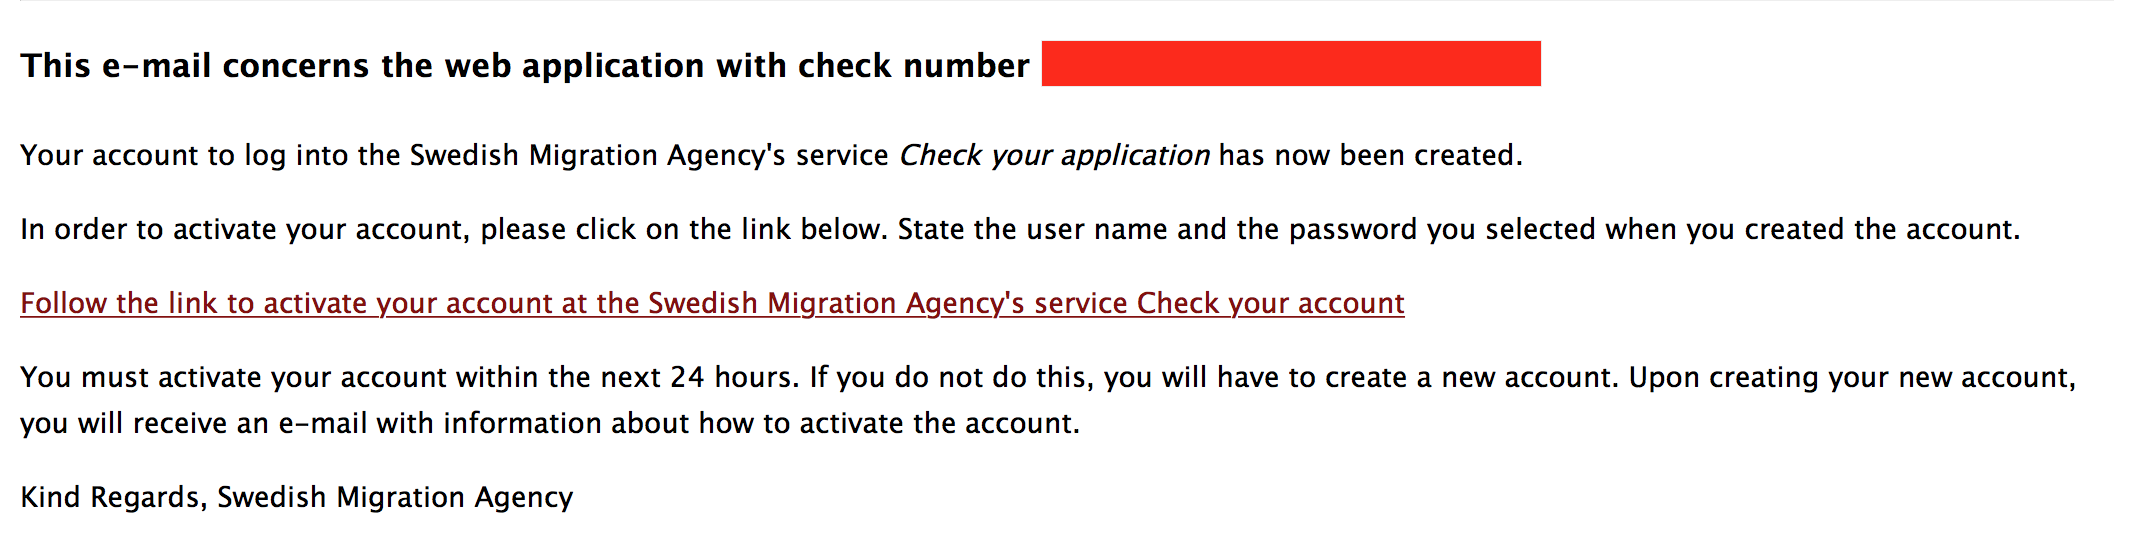 This e-mail concerns the web application with check number
Your account to log into the Swedish Migration Agency's service Check your application has now been created.
In order to activate your account, please click on the link below. State the user name and the password you selected when you created the account.
Follow the link to activate your account at the Swedish Migration Agency's service Check your account
You must activate your account within the next 24 hours. If you do not do this, you will have to create a new account. Upon creating your new account,
you will receive an e-mail with information about how to activate the account.
Kind Regards, Swedish Migration Agency